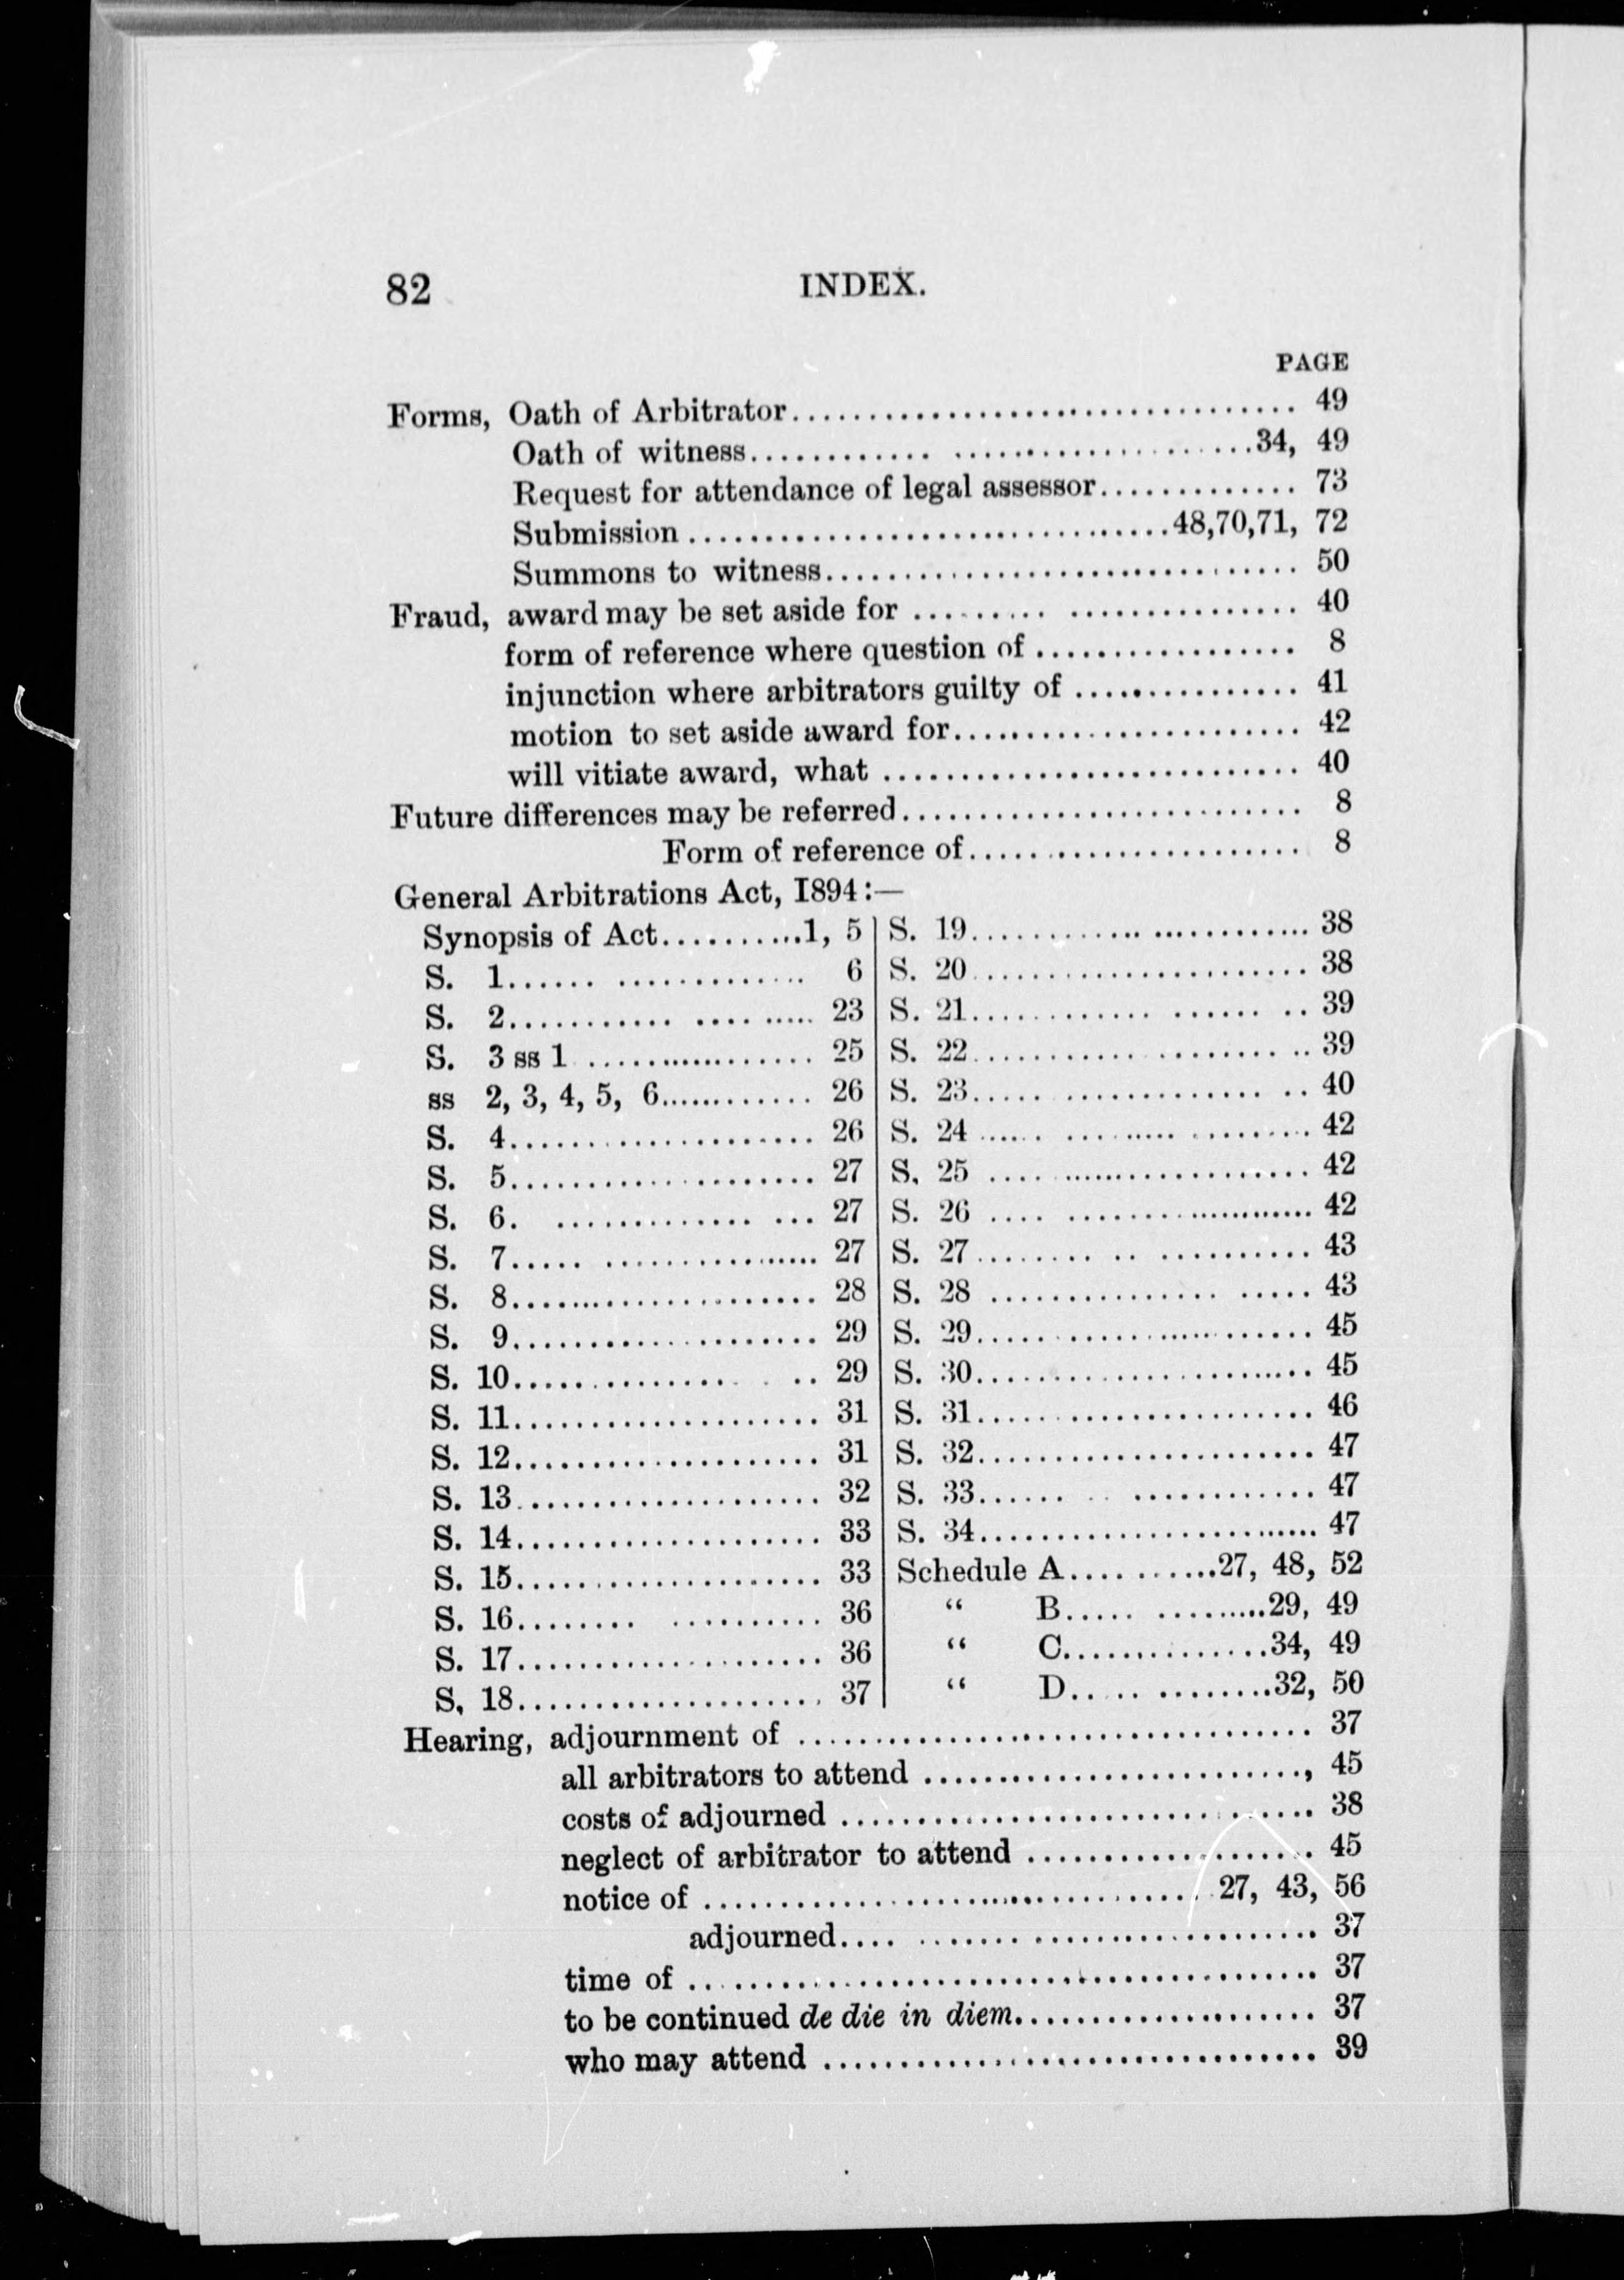 82 INDEX.
PAGE
Forms, Oath of Arbitrator................................. 49
Oath of witness............ ....................34, 49
Request for attendance of legal assessor............. 73
Submission ...............................48,70,71, 72
Summons to witness............................... 50
Fraud, award may be set aside for ......... ............... 40
form of reference where question of ................. 8
injunction where arbitrators guilty of ............... 41
motion to set aside award for....................... 42
will vitiate award, what ............................ 40
Future differences may be referred.......................... 8
Form of reference of...................... 8
General Arbitrations Act, 1894:—
Synopsis of Act...........1, 5
S. 1...... ............. 6
S. 2........... .... ..... 23
S. 3 ss 1 .................. 25
ss 2, 3, 4, 5, 6............ 26
S. 4.................... 26
S. 5.................... 27
S. 6. ............. ... 27
S. 7..... ................ 27
S. 8.................... 28
S. 9.................... 29
S. 10.............. .. 29
S. 11.................... 31
S. 12.................... 31
S. 13.................... 32
S. 14.................... 33
S. 15.................... 33
S. 16........ .......... 36
S. 17.................... 36
S, 18.................... 37
S. 19........... .. ............ 38
S. 20...................... 38
S. 21............ ...... .. 39
S. 22........... ......... .. 39
S. 23..... ............. .. 40
S. 24 ..... ......... ........ 42
S, 25 .... ................. 42
S. 26 .... .................. 42
S. 27........ .. .......... 43
S. 28 ............... ..... 43
S. 29...................... 45
S. 30...................... 45
S. 31...................... 46
S. 32...................... 47
S. 33...... .. ............ 47
S. 34...................... 47
Schedule A...........27, 48, 52
“ B..... .........29, 49
“ C..............34, 49
“ D..... .........32, 50
Hearing, adjournment of .................................. 37
all arbitrators to attend ........................., 45
costs of adjourned ............................... 38
neglect of arbitrator to attend ................... 45
notice of .................................27, 43, 56
adjourned.... .......................... 37
time of ......................................... 37
to be continued de die in diem.................... 37
who may attend ................................ 39